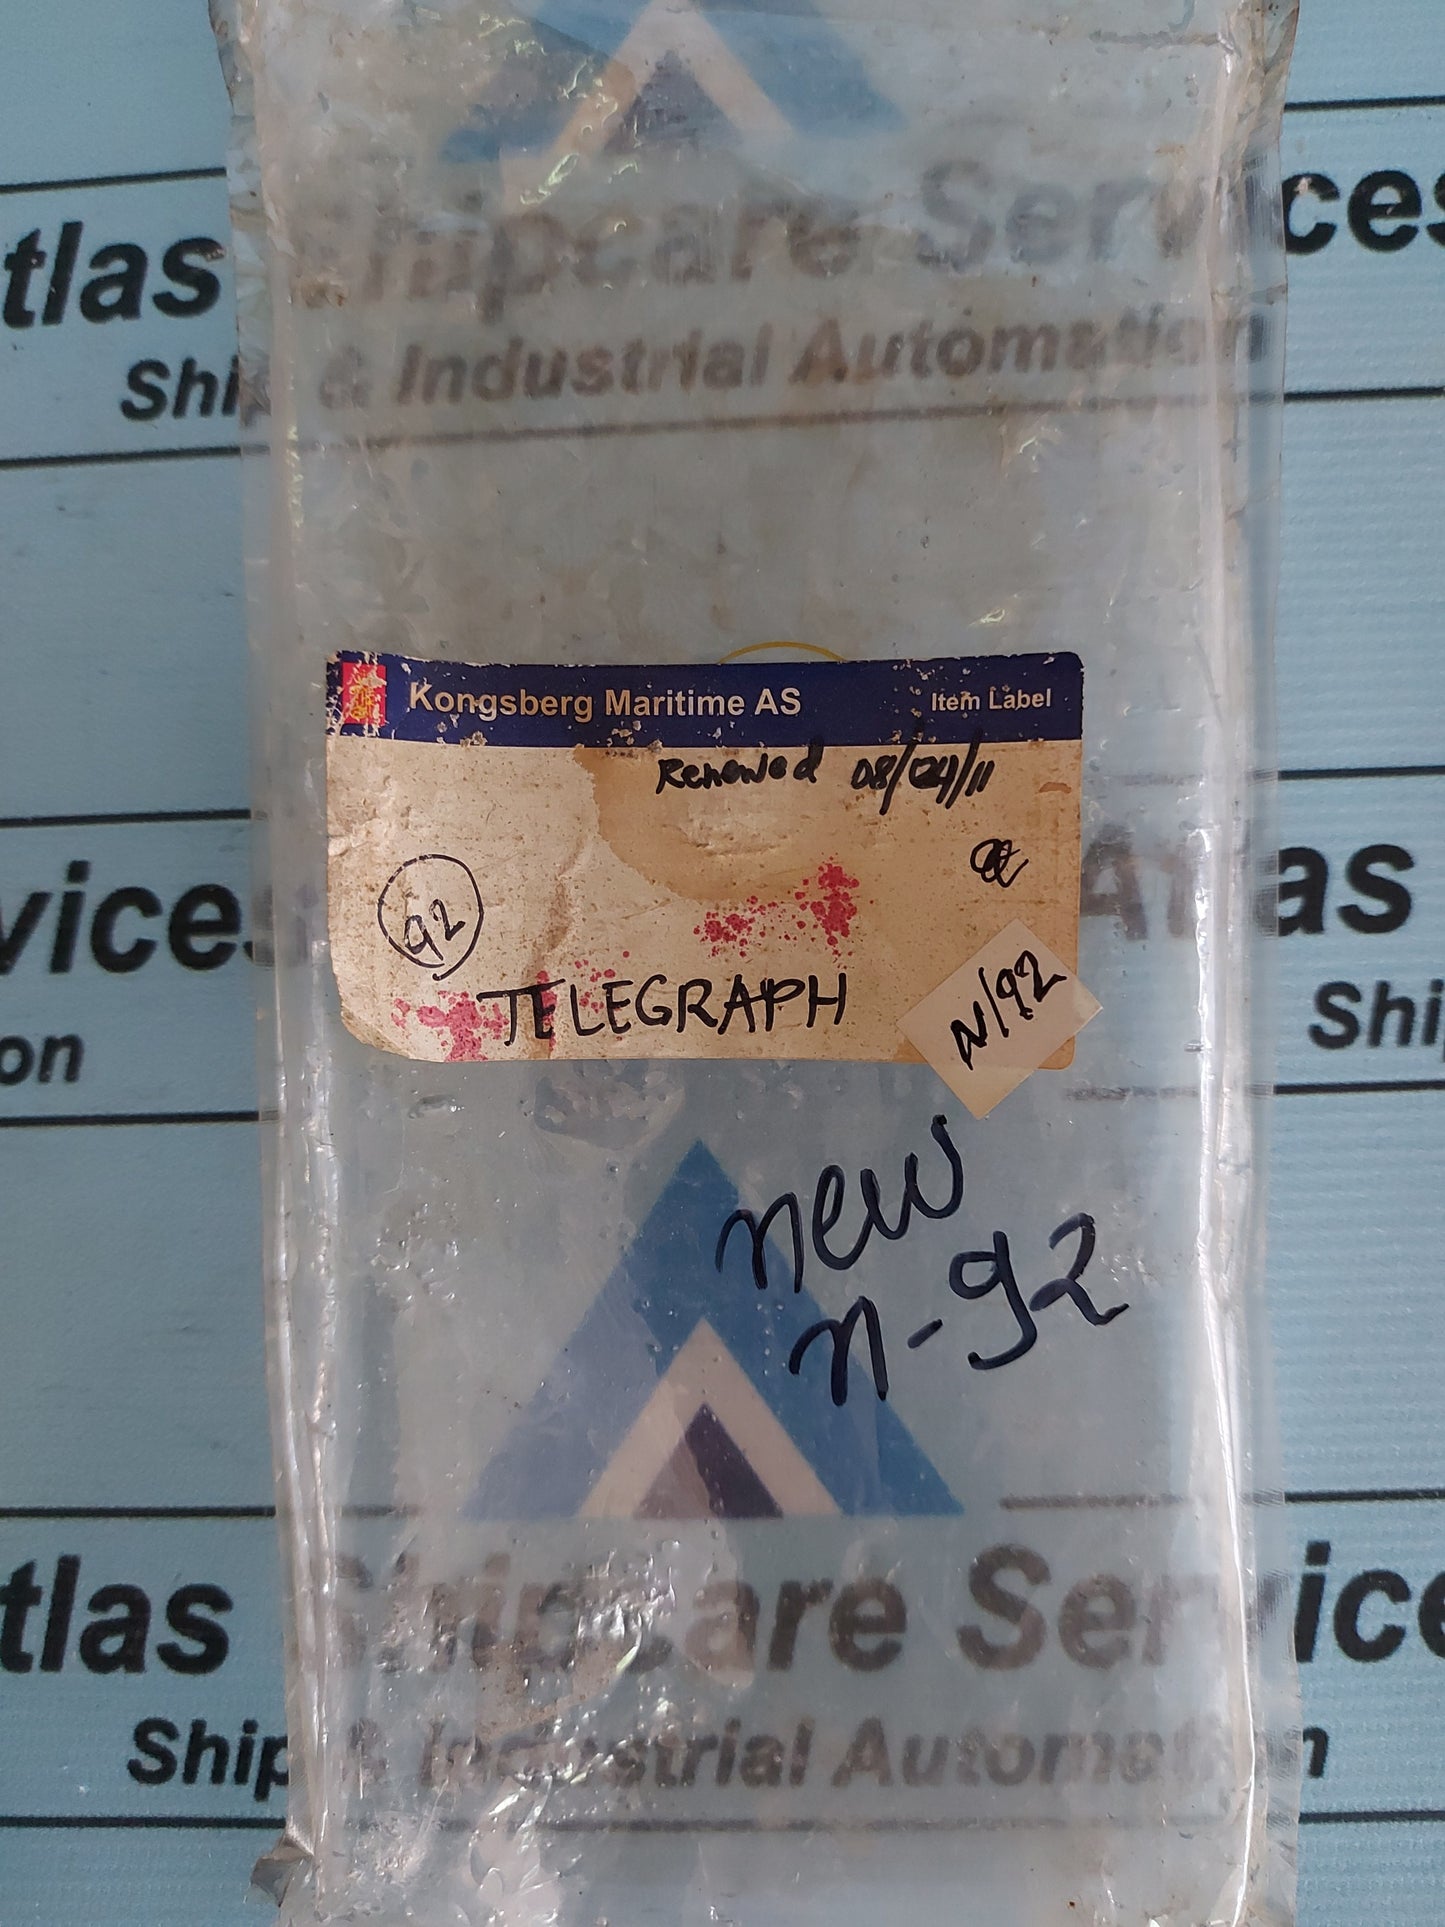 Shipcare Services
tlas
Ship & Industrial Automation
Kongsberg Maritime AS
Item Label
Renewed 08/04/11
92
TELEGRAPH
N/92
vices
Atlas
on
Shi
new
n-92
tlas Shipcare Service
Ship & Industrial Automation